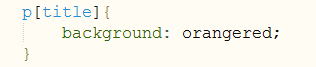 p[title]{
    background: orangered;
}